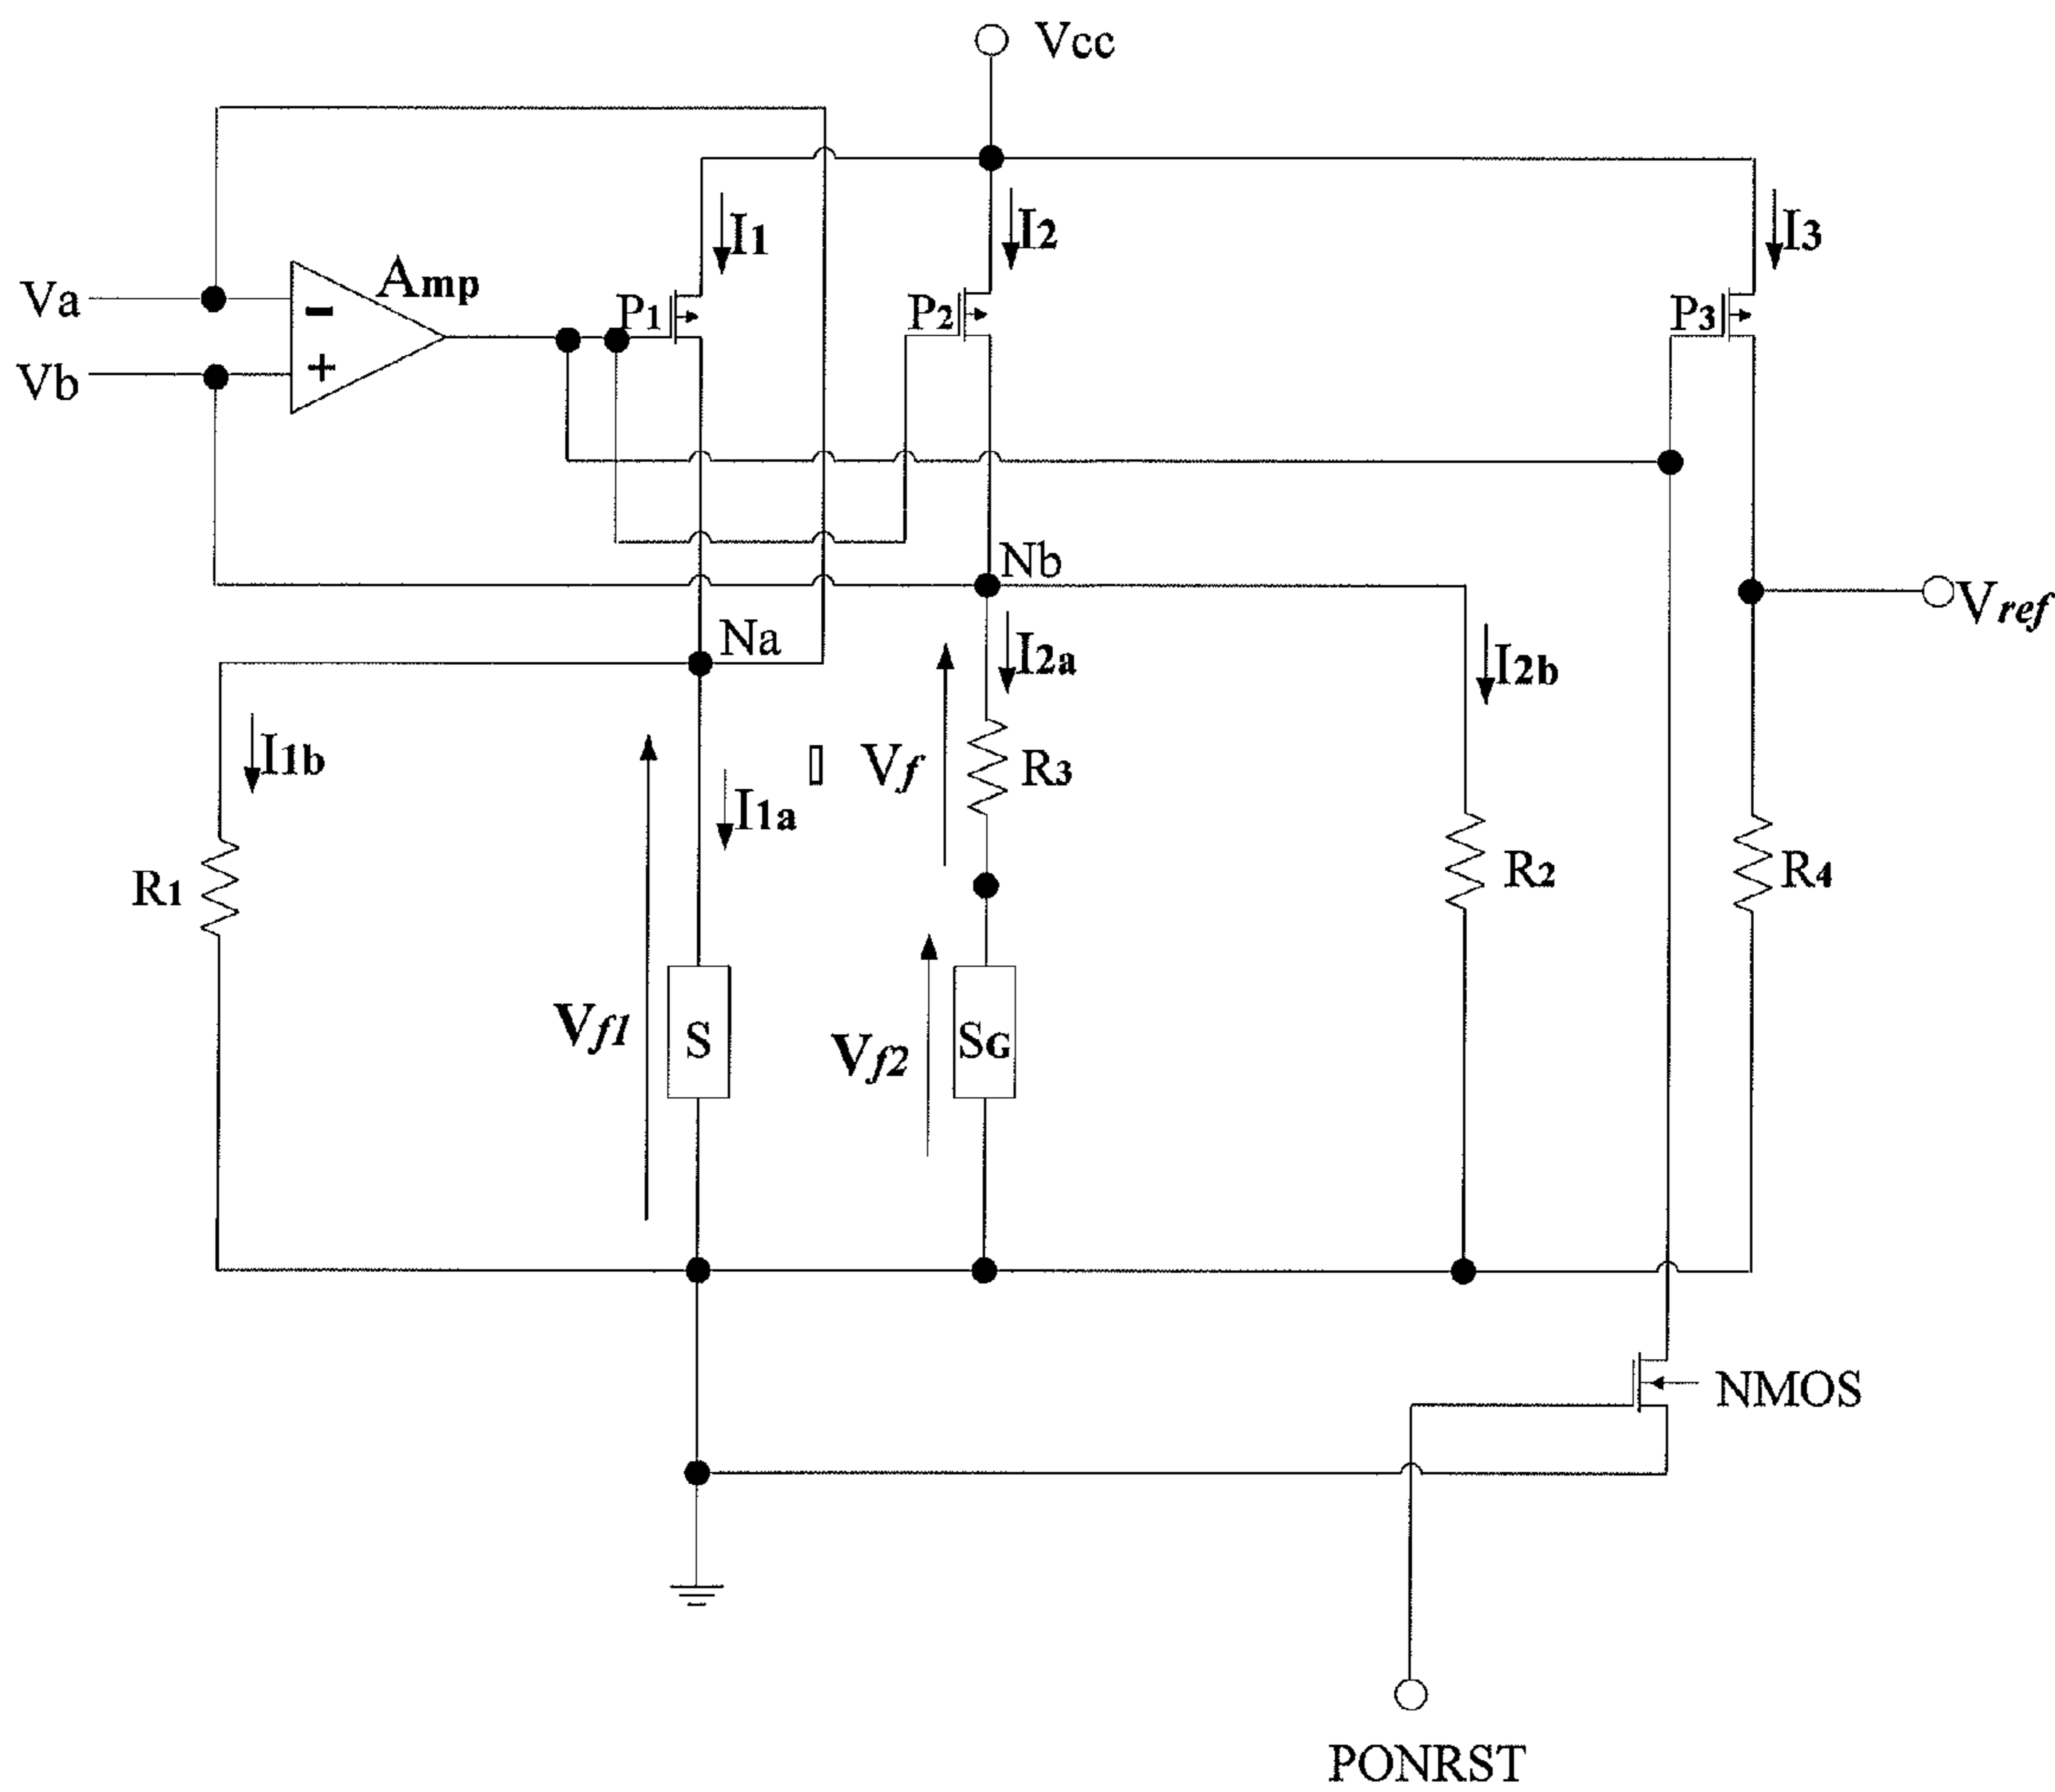 Vcc
I1
I2
I3
Va
Amp
P1
P2
P3
-
+
Vb
Nb
Vref
Na
I2a
I2b
I1b
Vf
R3
I1a
R1
R2
R4
Vf1
S
Vf2
SG
NMOS
PONRST